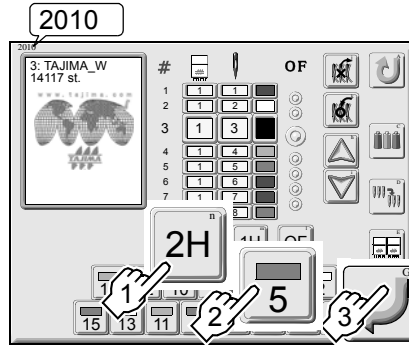 2010
2010
3: TAJIMA_W
14117 st.
www.tajima.com
TAJIMA
# OF
1 1 1
2 1 2
3 1 3
4 1 4
5 1 5
6 1 6
7 1 7
8
2H
n
5
G
1
2
3
15 13 11